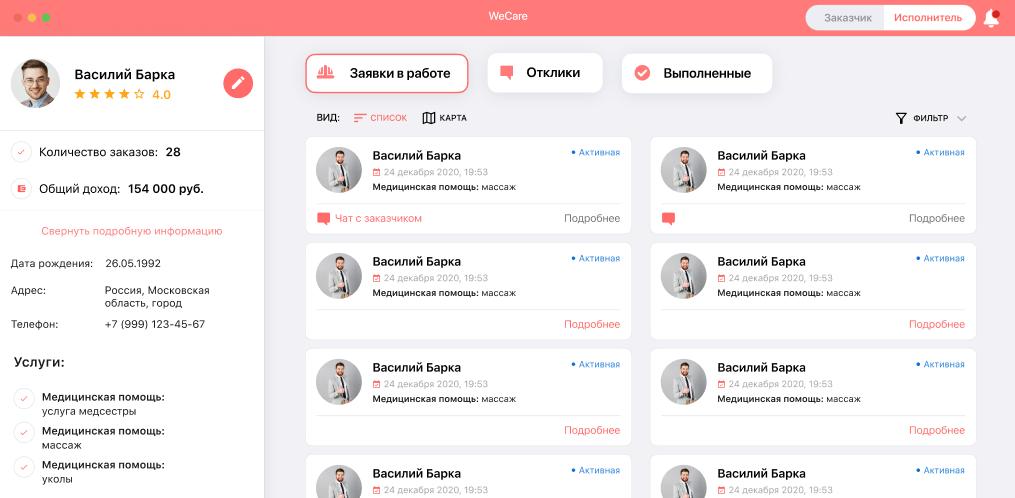 WeCare
Заказчик
Исполнитель
Василий Барка
4.0
Количество заказов: 28
Общий доход: 154 000 руб.
Свернуть подробную информацию
Дата рождения: 26.05.1992
Адрес: Россия, Московская
область, город
Телефон: +7 (999) 123-45-67
Услуги:
Медицинская помощь:
услуга медсестры
Медицинская помощь:
массаж
Медицинская помощь:
уколы
Заявки в работе
Отклики
Выполненные
ВИД: СПИСОК КАРТА
ФИЛЬТР
Василий Барка
Активная
24 декабря 2020, 19:53
Медицинская помощь: массаж
Чат с заказчиком
Подробнее
Василий Барка
Активная
24 декабря 2020, 19:53
Медицинская помощь: массаж
Подробнее
Василий Барка
Активная
24 декабря 2020, 19:53
Медицинская помощь: массаж
Подробнее
Василий Барка
Активная
24 декабря 2020, 19:53
Медицинская помощь: массаж
Подробнее
Василий Барка
Активная
24 декабря 2020, 19:53
Медицинская помощь: массаж
Подробнее
Василий Барка
Активная
24 декабря 2020, 19:53
Медицинская помощь: массаж
Подробнее
Василий Барка
Активная
24 декабря 2020, 19:53
Василий Барка
Активная
24 декабря 2020, 19:53